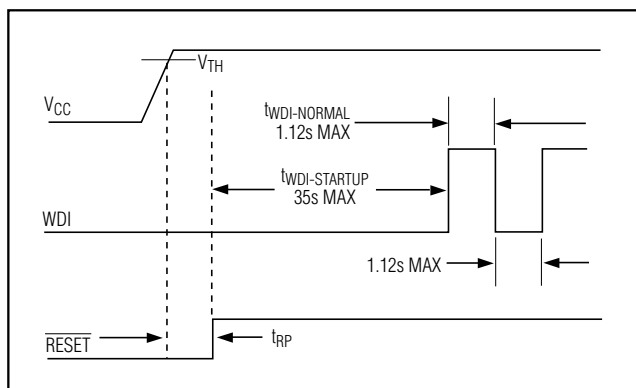 VTH
VCC
tWDI-NORMAL
1.12s MAX
tWDI-STARTUP
35s MAX
WDI
1.12s MAX
RESET
tRP